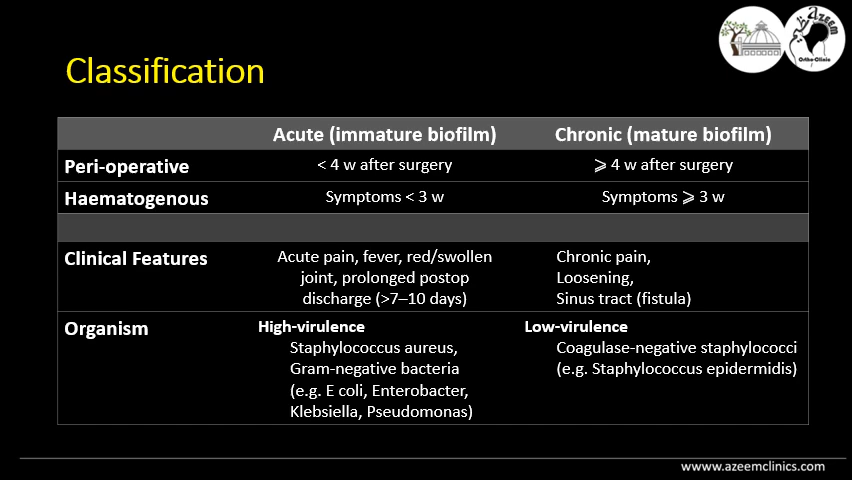 Azeem
Ortho-Clinic
Classification
Acute (immature biofilm)
Chronic (mature biofilm)
Peri-operative
< 4 w after surgery
⩾ 4 w after surgery
Haematogenous
Symptoms < 3 w
Symptoms ⩾ 3 w
Clinical Features
Acute pain, fever, red/swollen
joint, prolonged postop
discharge (>7–10 days)
Chronic pain,
Loosening,
Sinus tract (fistula)
Organism
High-virulence
Staphylococcus aureus,
Gram-negative bacteria
(e.g. E coli, Enterobacter,
Klebsiella, Pseudomonas)
Low-virulence
Coagulase-negative staphylococci
(e.g. Staphylococcus epidermidis)
www.azeemclinics.com